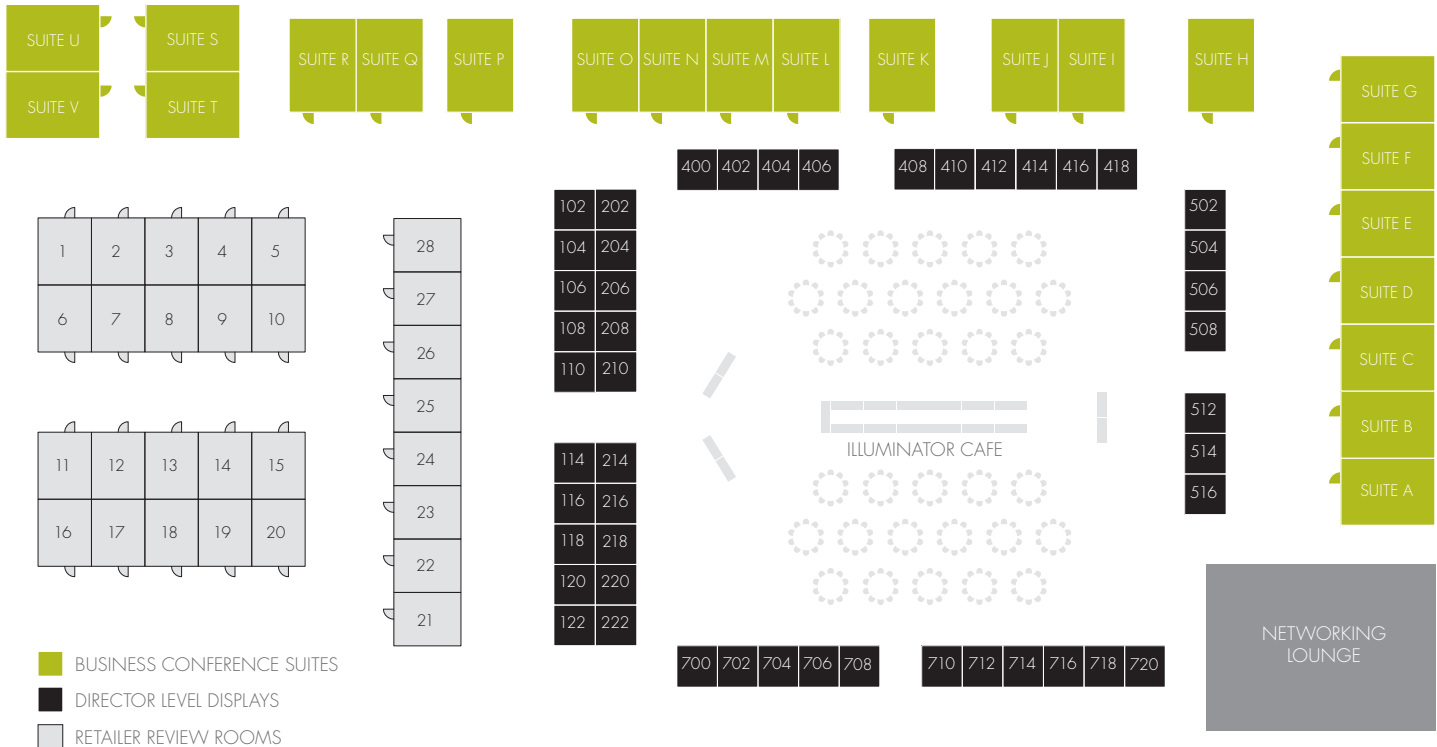 SUITE U
SUITE S
SUITE V
SUITE T
SUITE R
SUITE Q
SUITE P
SUITE O
SUITE N
SUITE M
SUITE L
SUITE K
SUITE J
SUITE I
SUITE H
SUITE G
SUITE F
SUITE E
SUITE D
SUITE C
SUITE B
SUITE A
400 402 404 406
408 410 412 414 416 418
1 2 3 4 5
6 7 8 9 10
11 12 13 14 15
16 17 18 19 20
28
27
26
25
24
23
22
21
102 202
104 204
106 206
108 208
110 210
114 214
116 216
118 218
120 220
122 222
502
504
506
508
512
514
516
ILLUMINATOR CAFE
700 702 704 706 708
710 712 714 716 718 720
NETWORKING
LOUNGE
BUSINESS CONFERENCE SUITES
DIRECTOR LEVEL DISPLAYS
RETAILER REVIEW ROOMS